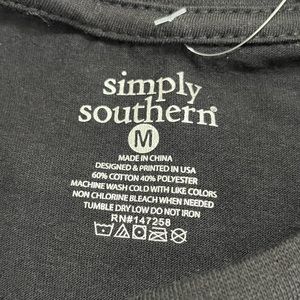 simply
southern®
M
MADE IN CHINA
DESIGNED & PRINTED IN USA
60% COTTON 40% POLYESTER
MACHINE WASH COLD WITH LIKE COLORS
NON CHLORINE BLEACH WHEN NEEDED
TUMBLE DRY LOW DO NOT IRON
RN#147258